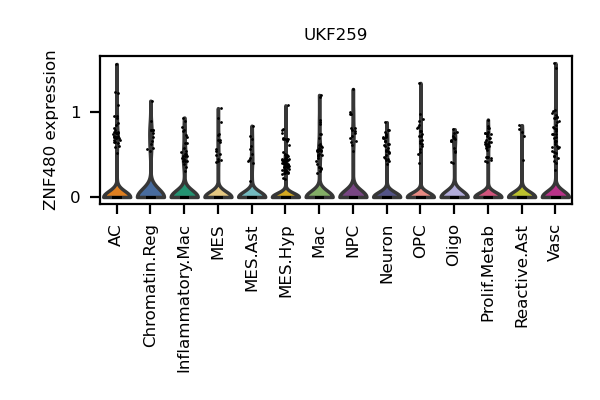 UKF259
ZNF480 expression
1
0
AC
Chromatin.Reg
Inflammatory.Mac
MES
MES.Ast
MES.Hyp
Mac
NPC
Neuron
OPC
Oligo
Prolif.Metab
Reactive.Ast
Vasc